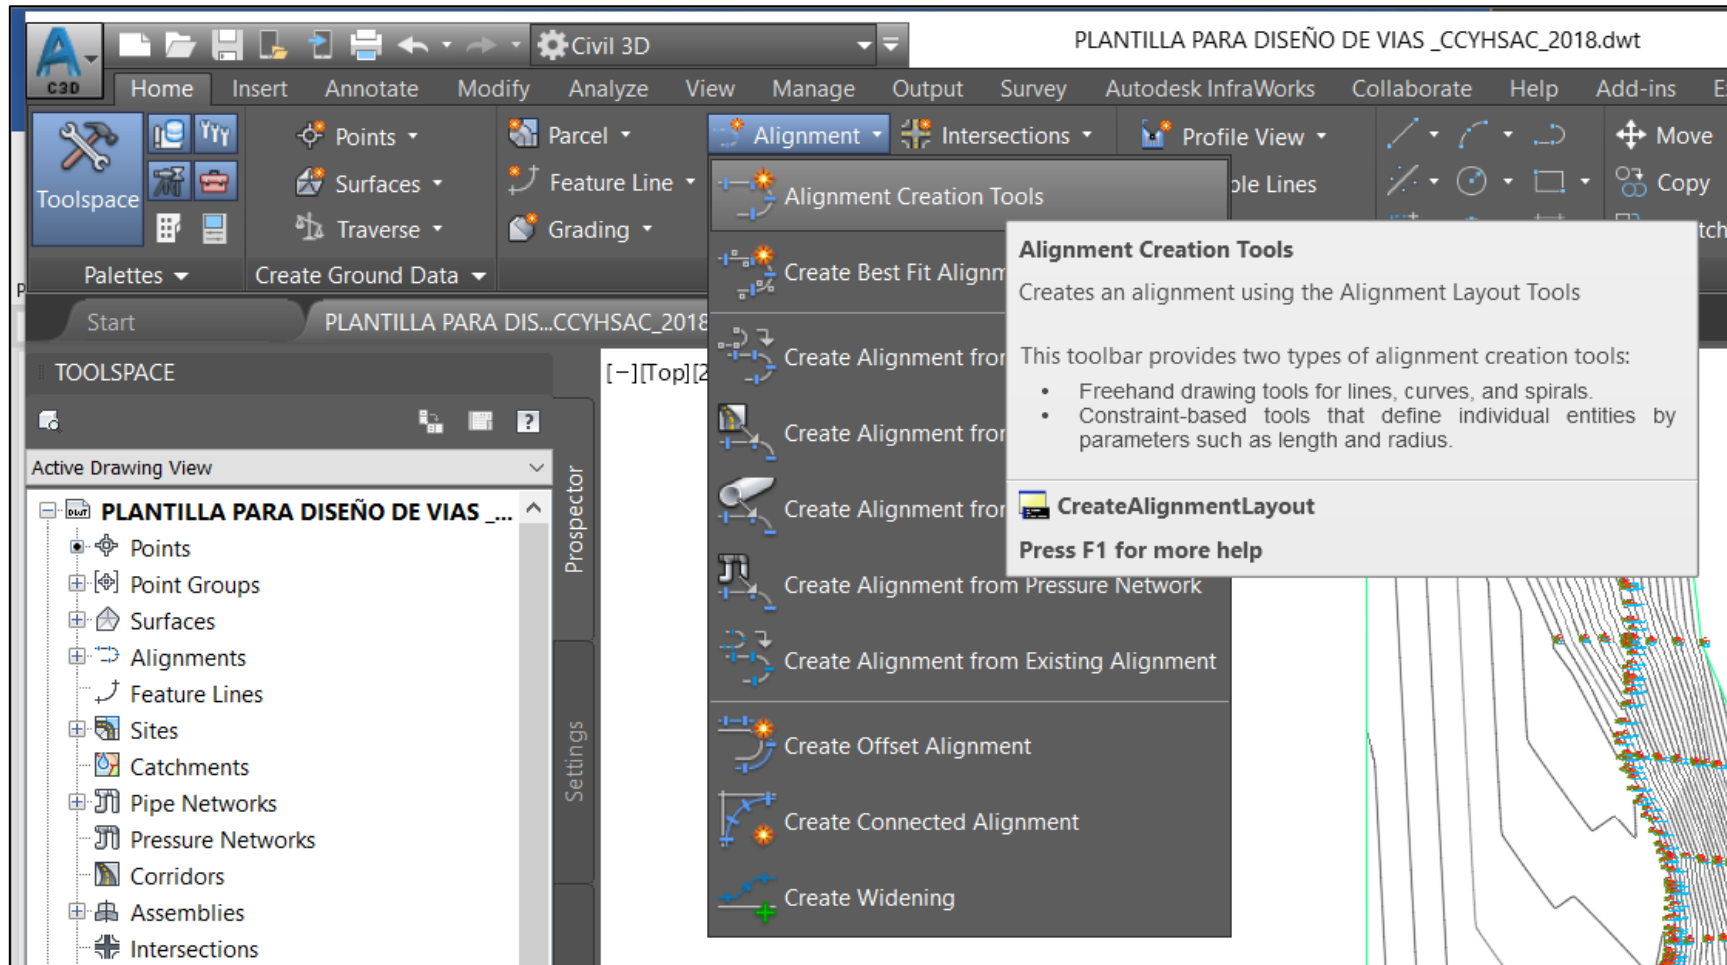 Civil 3D
PLANTILLA PARA DISEÑO DE VIAS _CCYHSAC_2018.dwt
C3D
Home Insert Annotate Modify Analyze View Manage Output Survey Autodesk InfraWorks Collaborate Help Add-ins
Points Parcel Alignment Intersections Profile View Move
Toolspace
Surfaces Feature Line Copy
Traverse Grading
Palettes Create Ground Data
Start
PLANTILLA PARA DIS...CCYHSAC_2018
Alignment Creation Tools
Create Best Fit Alignm
Create Alignment from
Create Alignment from
Create Alignment from
Create Alignment from Pressure Network
Create Alignment from Existing Alignment
Create Offset Alignment
Create Connected Alignment
Create Widening
Alignment Creation Tools
Creates an alignment using the Alignment Layout Tools
This toolbar provides two types of alignment creation tools:
• Freehand drawing tools for lines, curves, and spirals.
• Constraint-based tools that define individual entities by
parameters such as length and radius.
CreateAlignmentLayout
Press F1 for more help
TOOLSPACE
[−][Top][2
Active Drawing View
PLANTILLA PARA DISEÑO DE VIAS _...
Points
Point Groups
Surfaces
Alignments
Feature Lines
Sites
Catchments
Pipe Networks
Pressure Networks
Corridors
Assemblies
Intersections
Prospector
Settings